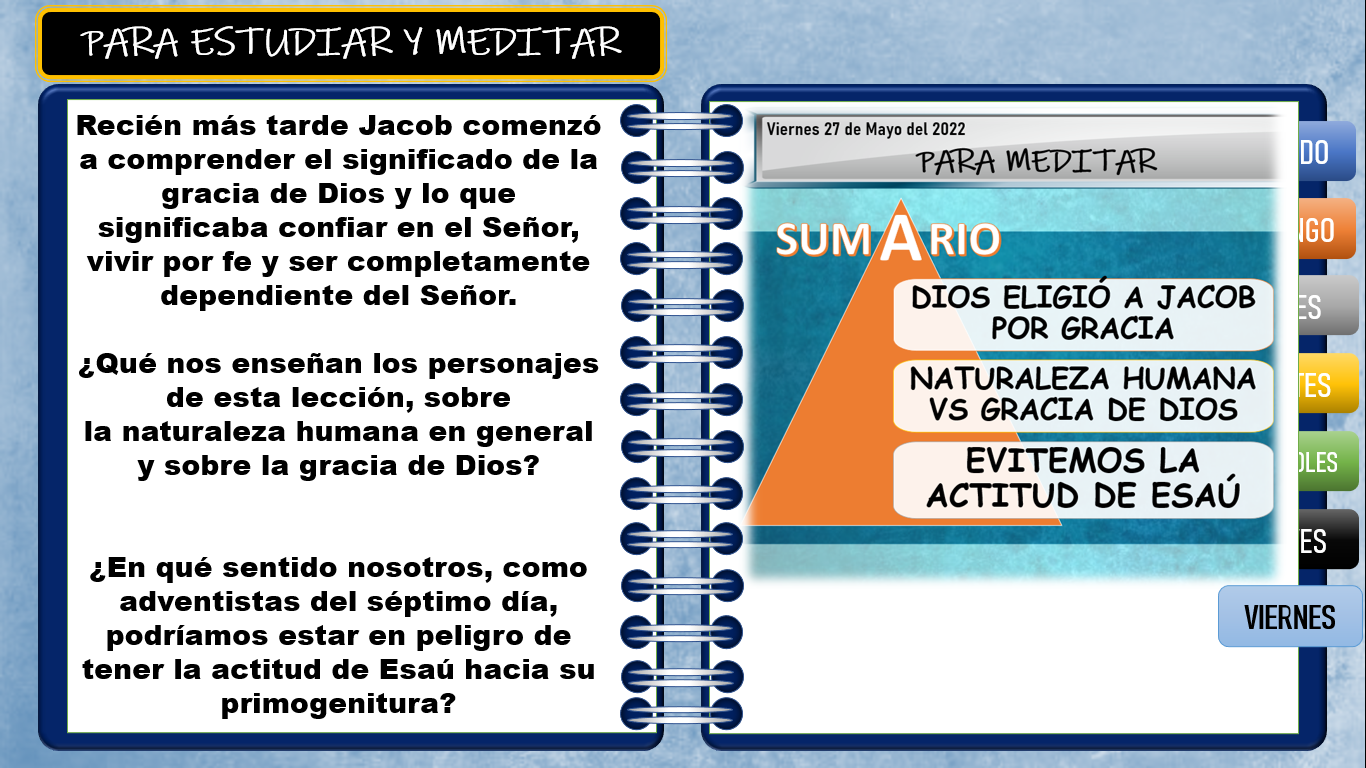 PARA ESTUDIAR Y MEDITAR
Recién más tarde Jacob comenzó
a comprender el significado de la
gracia de Dios y lo que
significaba confiar en el Señor,
vivir por fe y ser completamente
dependiente del Señor.
¿Qué nos enseñan los personajes
de esta lección, sobre
la naturaleza humana en general
y sobre la gracia de Dios?
¿En qué sentido nosotros, como
adventistas del séptimo día,
podríamos estar en peligro de
tener la actitud de Esaú hacia su
primogenitura?
Viernes 27 de Mayo del 2022
PARA MEDITAR
SUMARIO
DIOS ELIGIÓ A JACOB
POR GRACIA
NATURALEZA HUMANA
VS GRACIA DE DIOS
EVITEMOS LA
ACTITUD DE ESAÚ
DO
NGO
ES
TES
OLES
ES
VIERNES